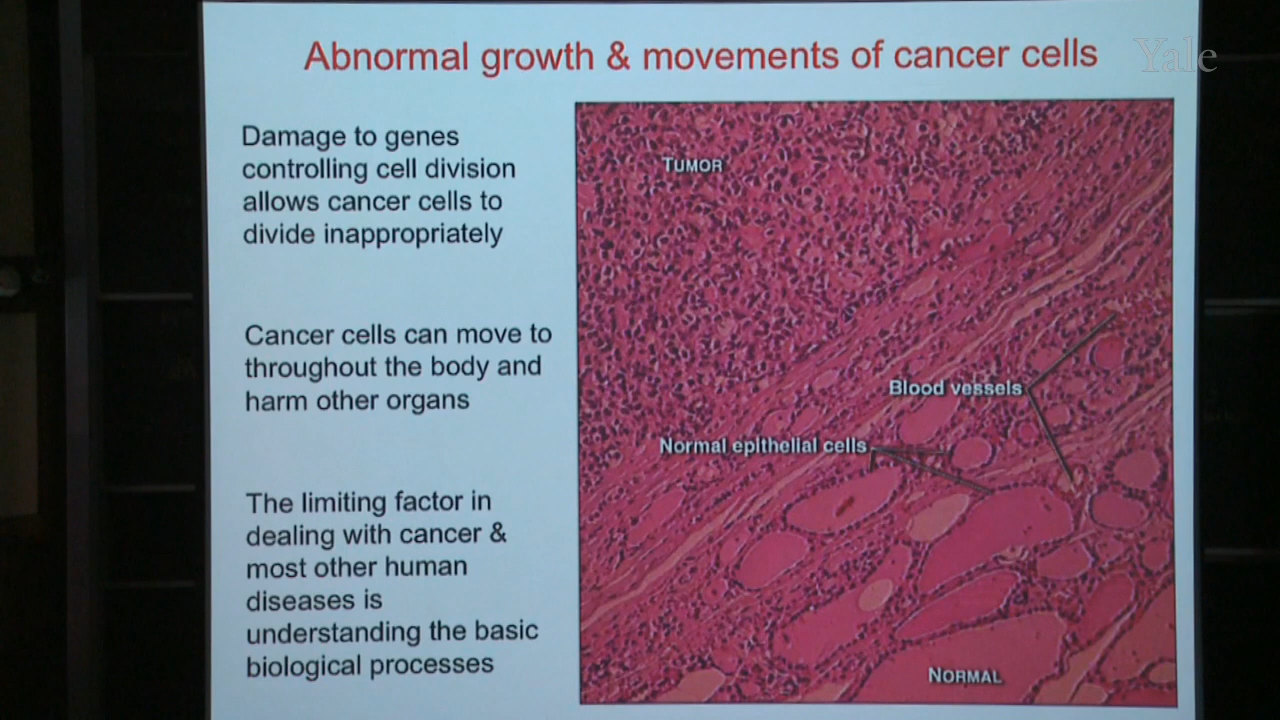 Abnormal growth & movements of cancer cells
Yale
Damage to genes
controlling cell division
allows cancer cells to
divide inappropriately
Cancer cells can move to
throughout the body and
harm other organs
The limiting factor in
dealing with cancer &
most other human
diseases is
understanding the basic
biological processes
TUMOR
Blood vessels
Normal epithelial cells
NORMAL